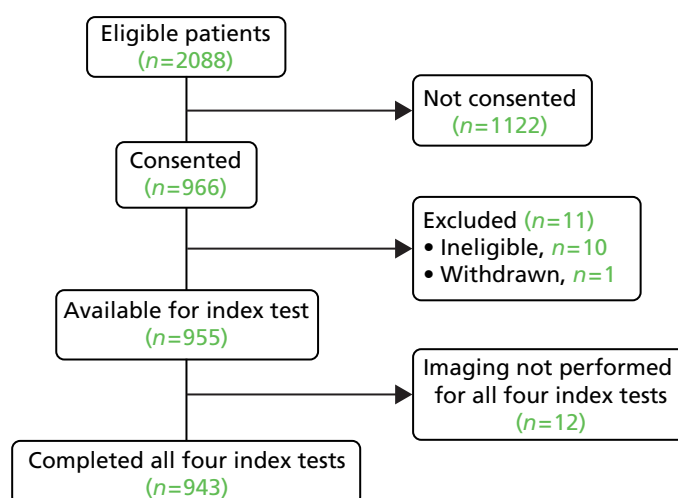 Eligible patients
(n=2088)
Not consented
(n=1122)
Consented
(n=966)
Excluded (n=11)
• Ineligible, n=10
• Withdrawn, n=1
Available for index test
(n=955)
Imaging not performed
for all four index tests
(n=12)
Completed all four index tests
(n=943)